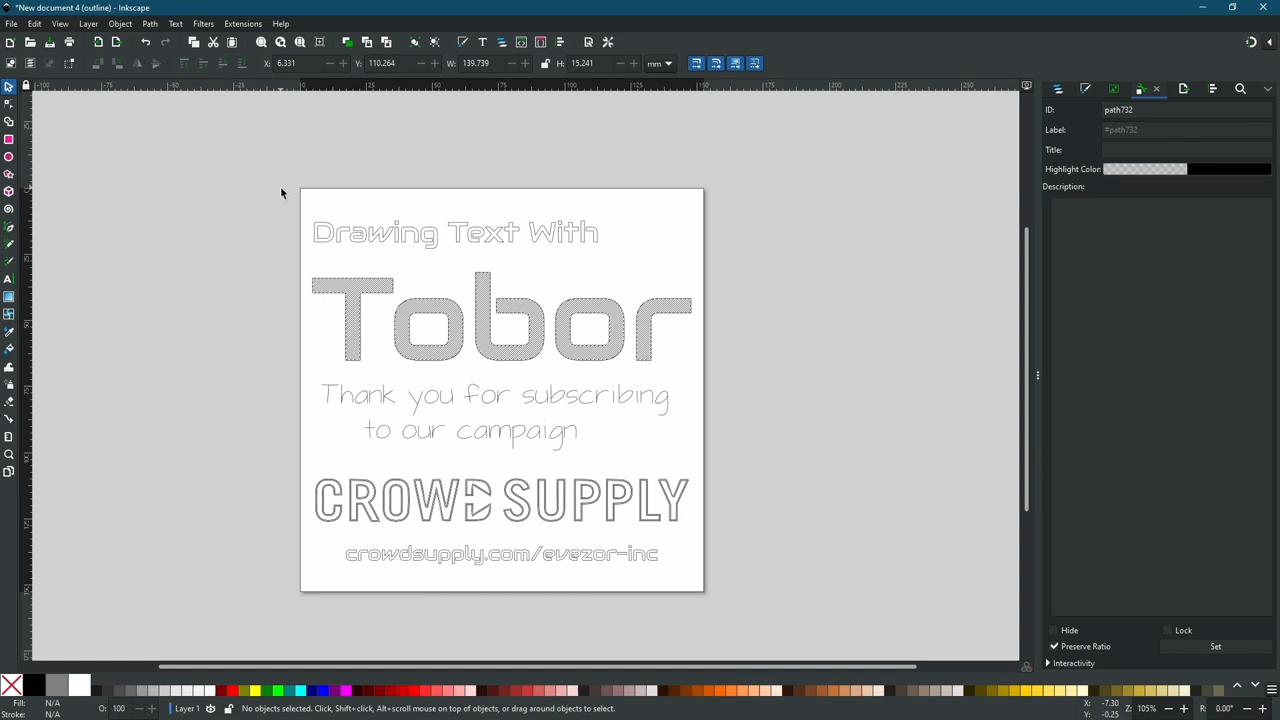 *New document 4 (outline) - Inkscape
File Edit View Layer Object Path Text Filters Extensions Help
X: 6.331 Y: 110.264 W: 139.739 H: 15.241 mm
ID: path732
Label: #path732
Title:
Highlight Color:
Description:
Drawing Text With
Tobor
Thank you for subscribing
to our campaign
CROWD SUPPLY
crowdsupply.com/evezor-inc
Hide Lock
Preserve Ratio Set
Interactivity
Fill: N/A
Stroke: N/A
O: 100
Layer 1
No objects selected. Click, Shift+click, Alt+scroll mouse on top of objects, or drag around objects to select.
X: -7.30
Y: -0.25
Z: 105%
R: 0.00°